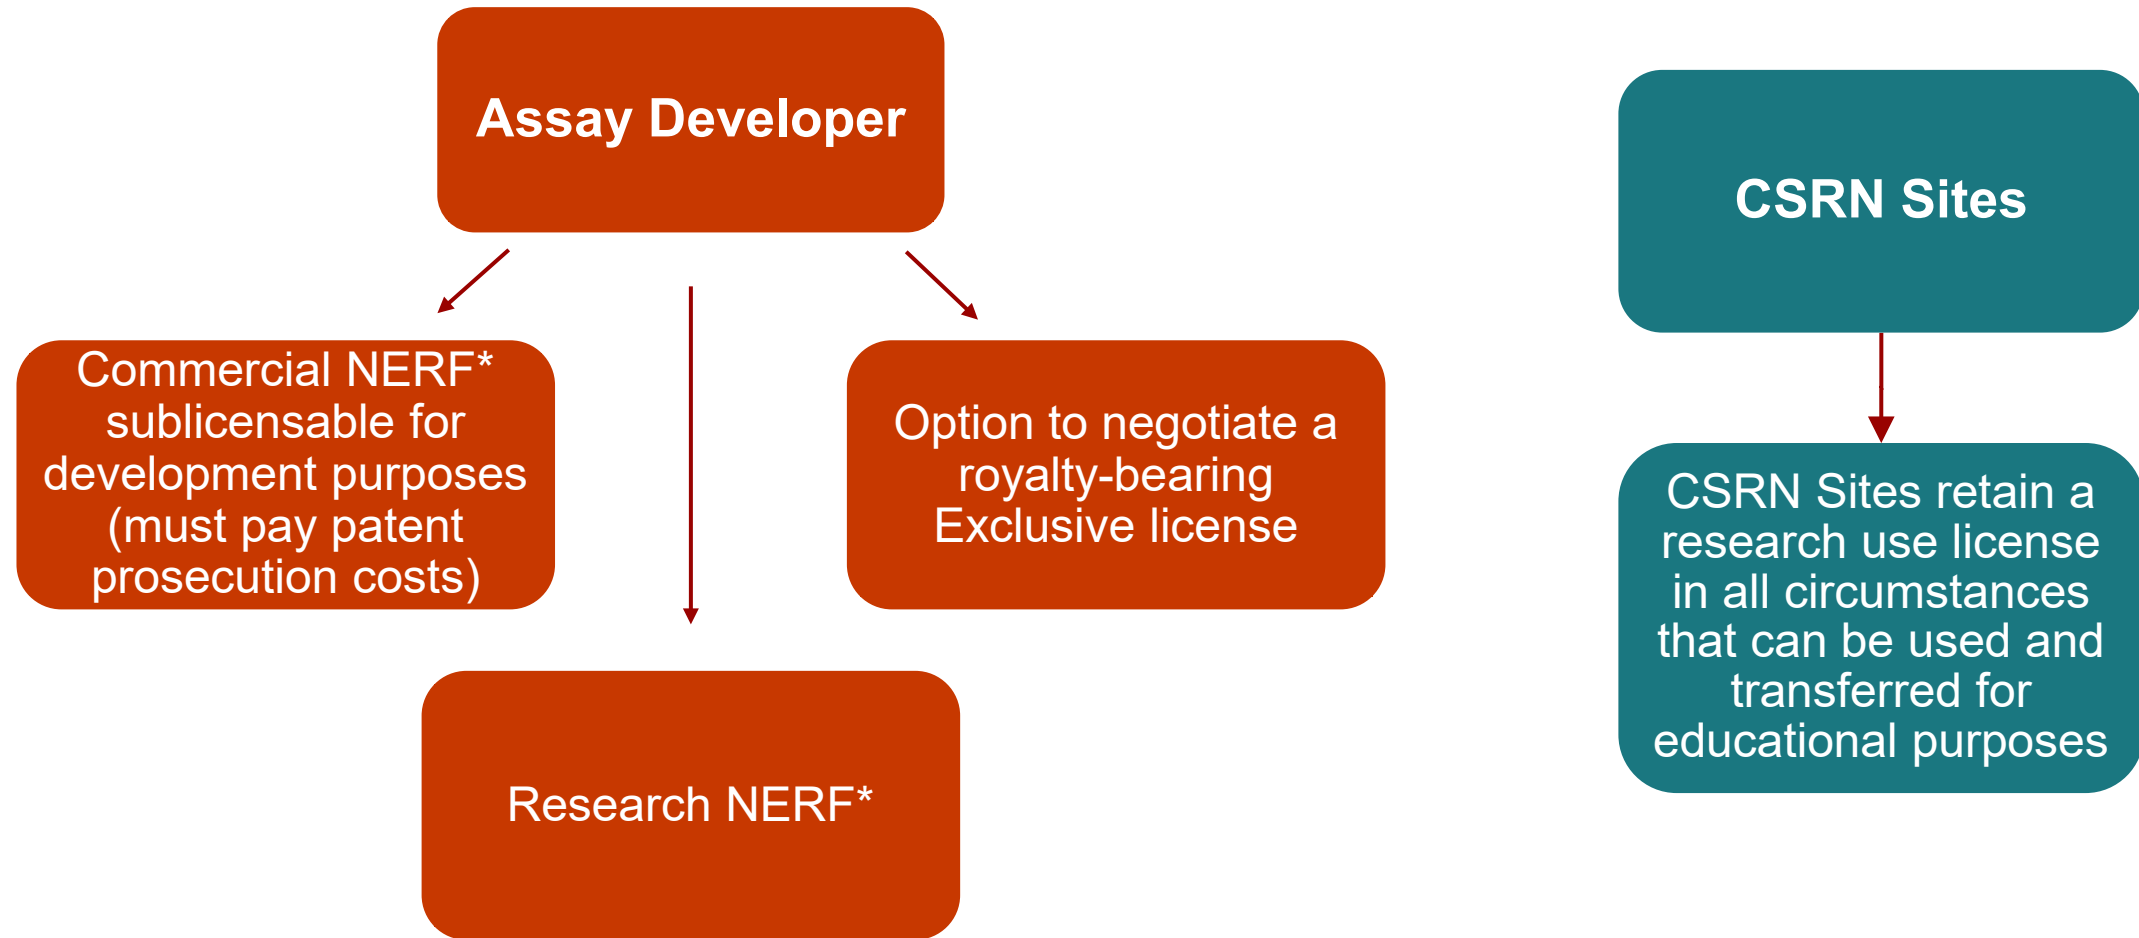 Assay Developer
CSRN Sites
Commercial NERF*
sublicensable for
development purposes
(must pay patent
prosecution costs)
Option to negotiate a
royalty-bearing
Exclusive license
CSRN Sites retain a
research use license
in all circumstances
that can be used and
transferred for
educational purposes
Research NERF*